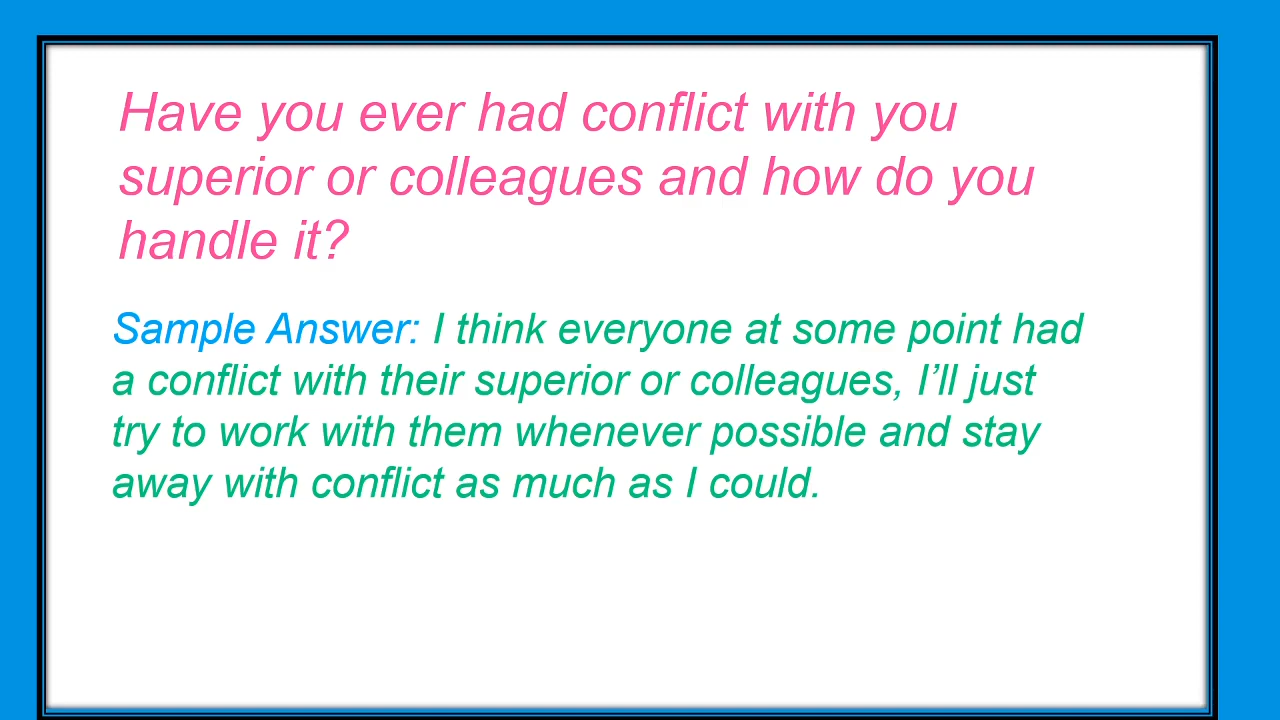 Have you ever had conflict with you
superior or colleagues and how do you
handle it?
Sample Answer: I think everyone at some point had
a conflict with their superior or colleagues, I’ll just
try to work with them whenever possible and stay
away with conflict as much as I could.